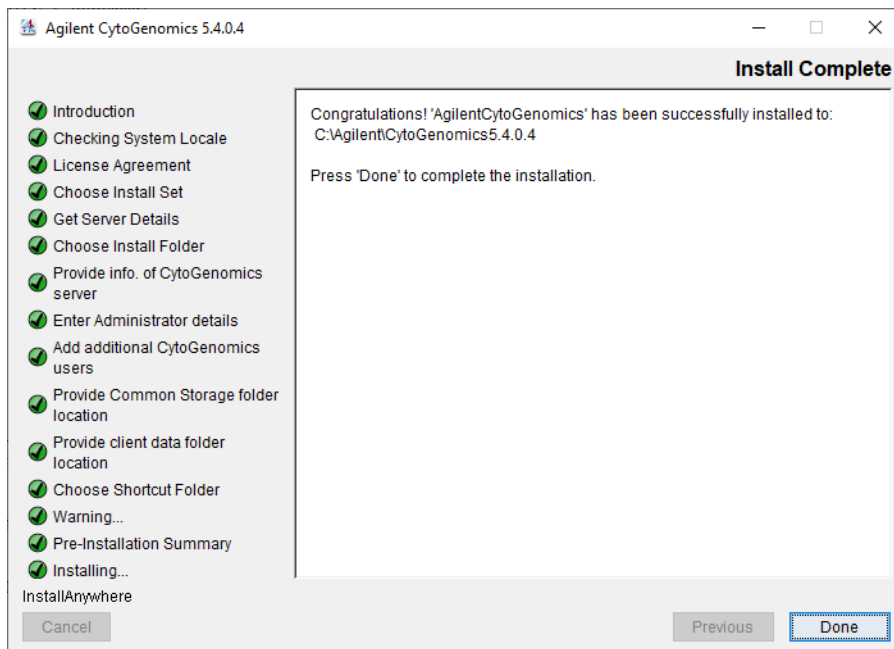 Agilent CytoGenomics 5.4.0.4
Install Complete
Introduction
Checking System Locale
License Agreement
Choose Install Set
Get Server Details
Choose Install Folder
Provide info. of CytoGenomics
server
Enter Administrator details
Add additional CytoGenomics
users
Provide Common Storage folder
location
Provide client data folder
location
Choose Shortcut Folder
Warning...
Pre-Installation Summary
Installing...
Congratulations! 'AgilentCytoGenomics' has been successfully installed to:
C:\Agilent\CytoGenomics5.4.0.4
Press 'Done' to complete the installation.
InstallAnywhere
Cancel
Previous
Done